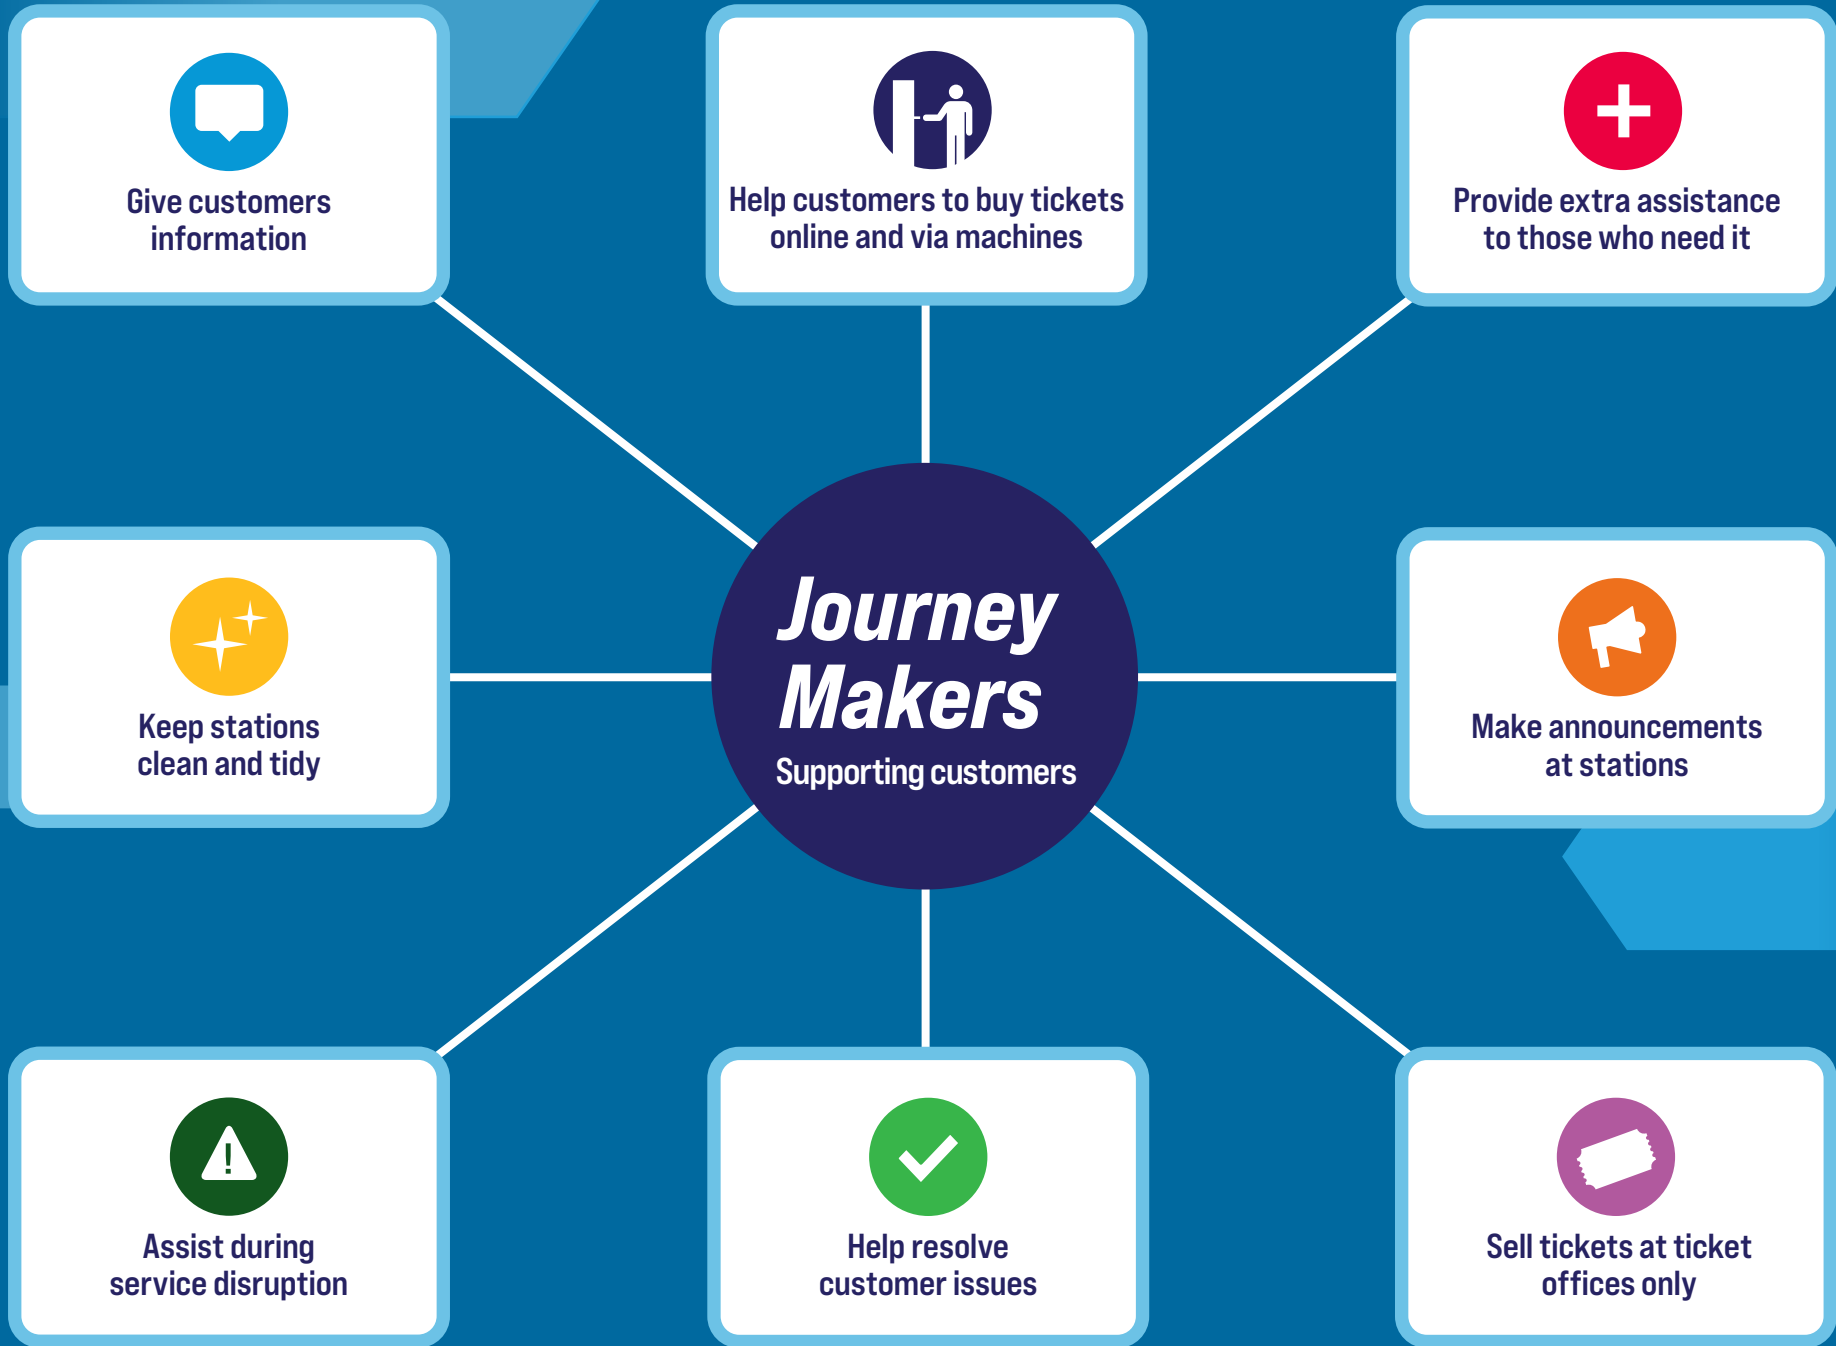 Give customers
information
Help customers to buy tickets
online and via machines
Provide extra assistance
to those who need it
Keep stations
clean and tidy
Journey
Makers
Supporting customers
Make announcements
at stations
Assist during
service disruption
Help resolve
customer issues
Sell tickets at ticket
offices only